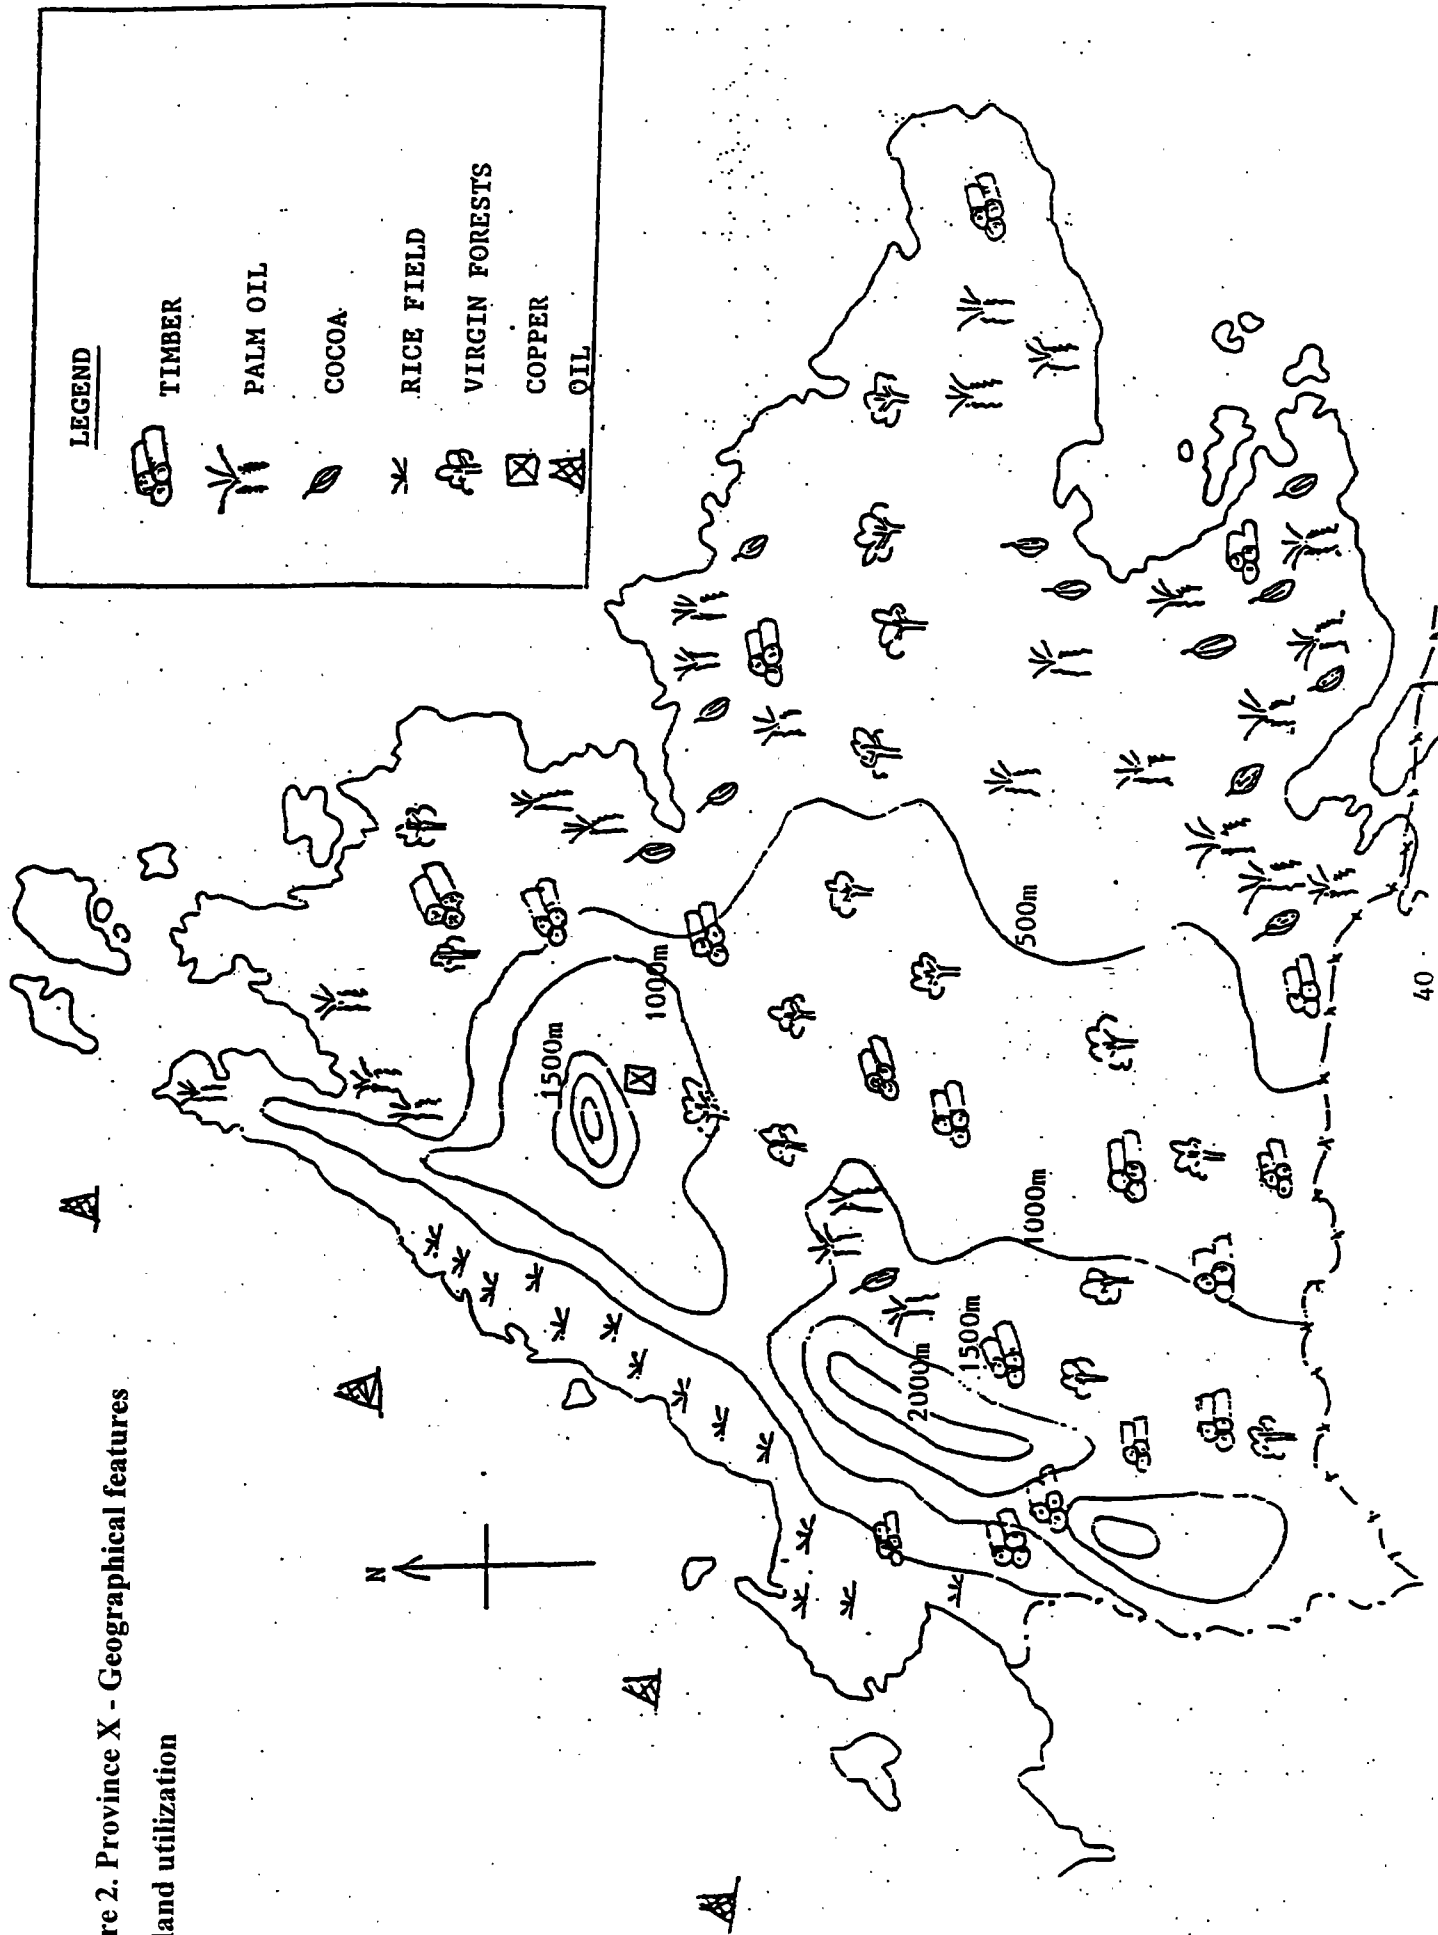 re 2. Province X - Geographical features
land utilization
N
LEGEND
TIMBER
PALM OIL
COCOA
RICE FIELD
VIRGIN FORESTS
COPPER
OIL
1500m
1000m
500m
1000m
1500m
2000m
40